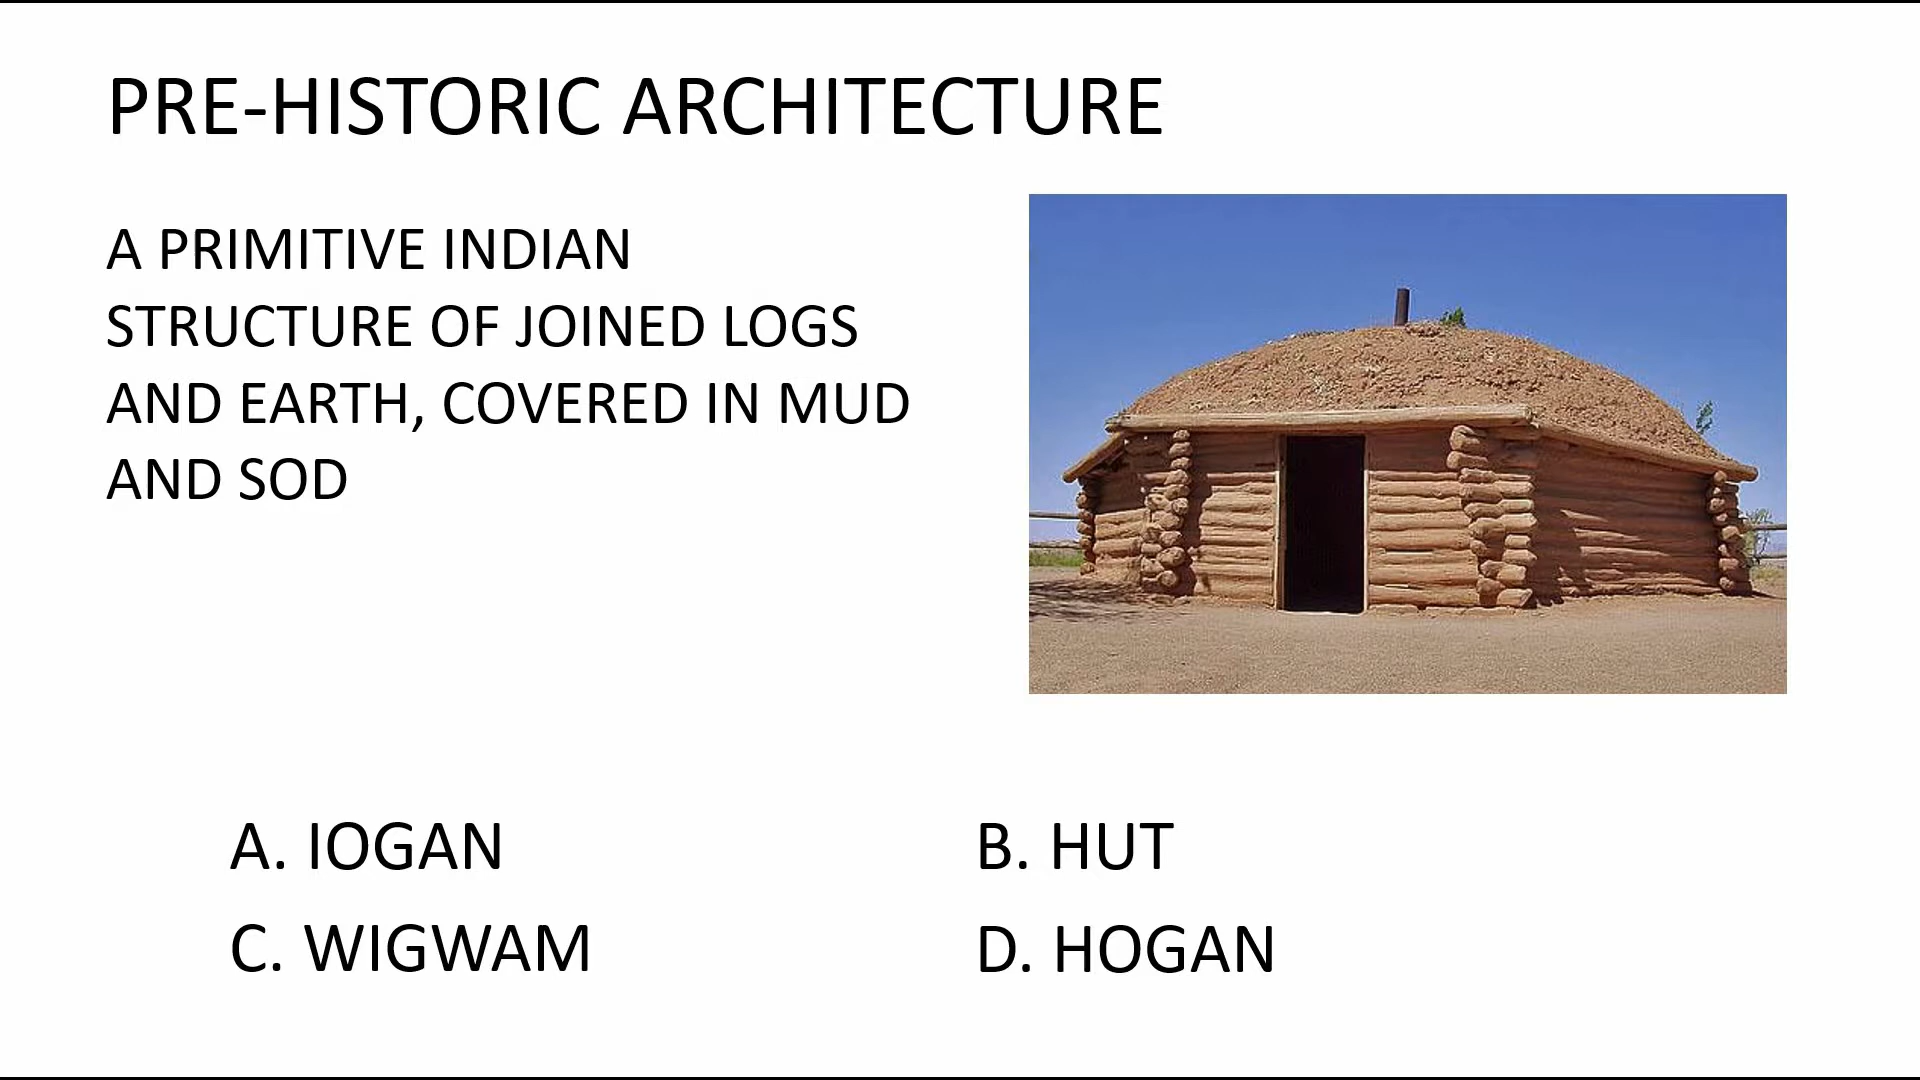 PRE-HISTORIC ARCHITECTURE
A PRIMITIVE INDIAN
STRUCTURE OF JOINED LOGS
AND EARTH, COVERED IN MUD
AND SOD
A. IOGAN
B. HUT
C. WIGWAM
D. HOGAN